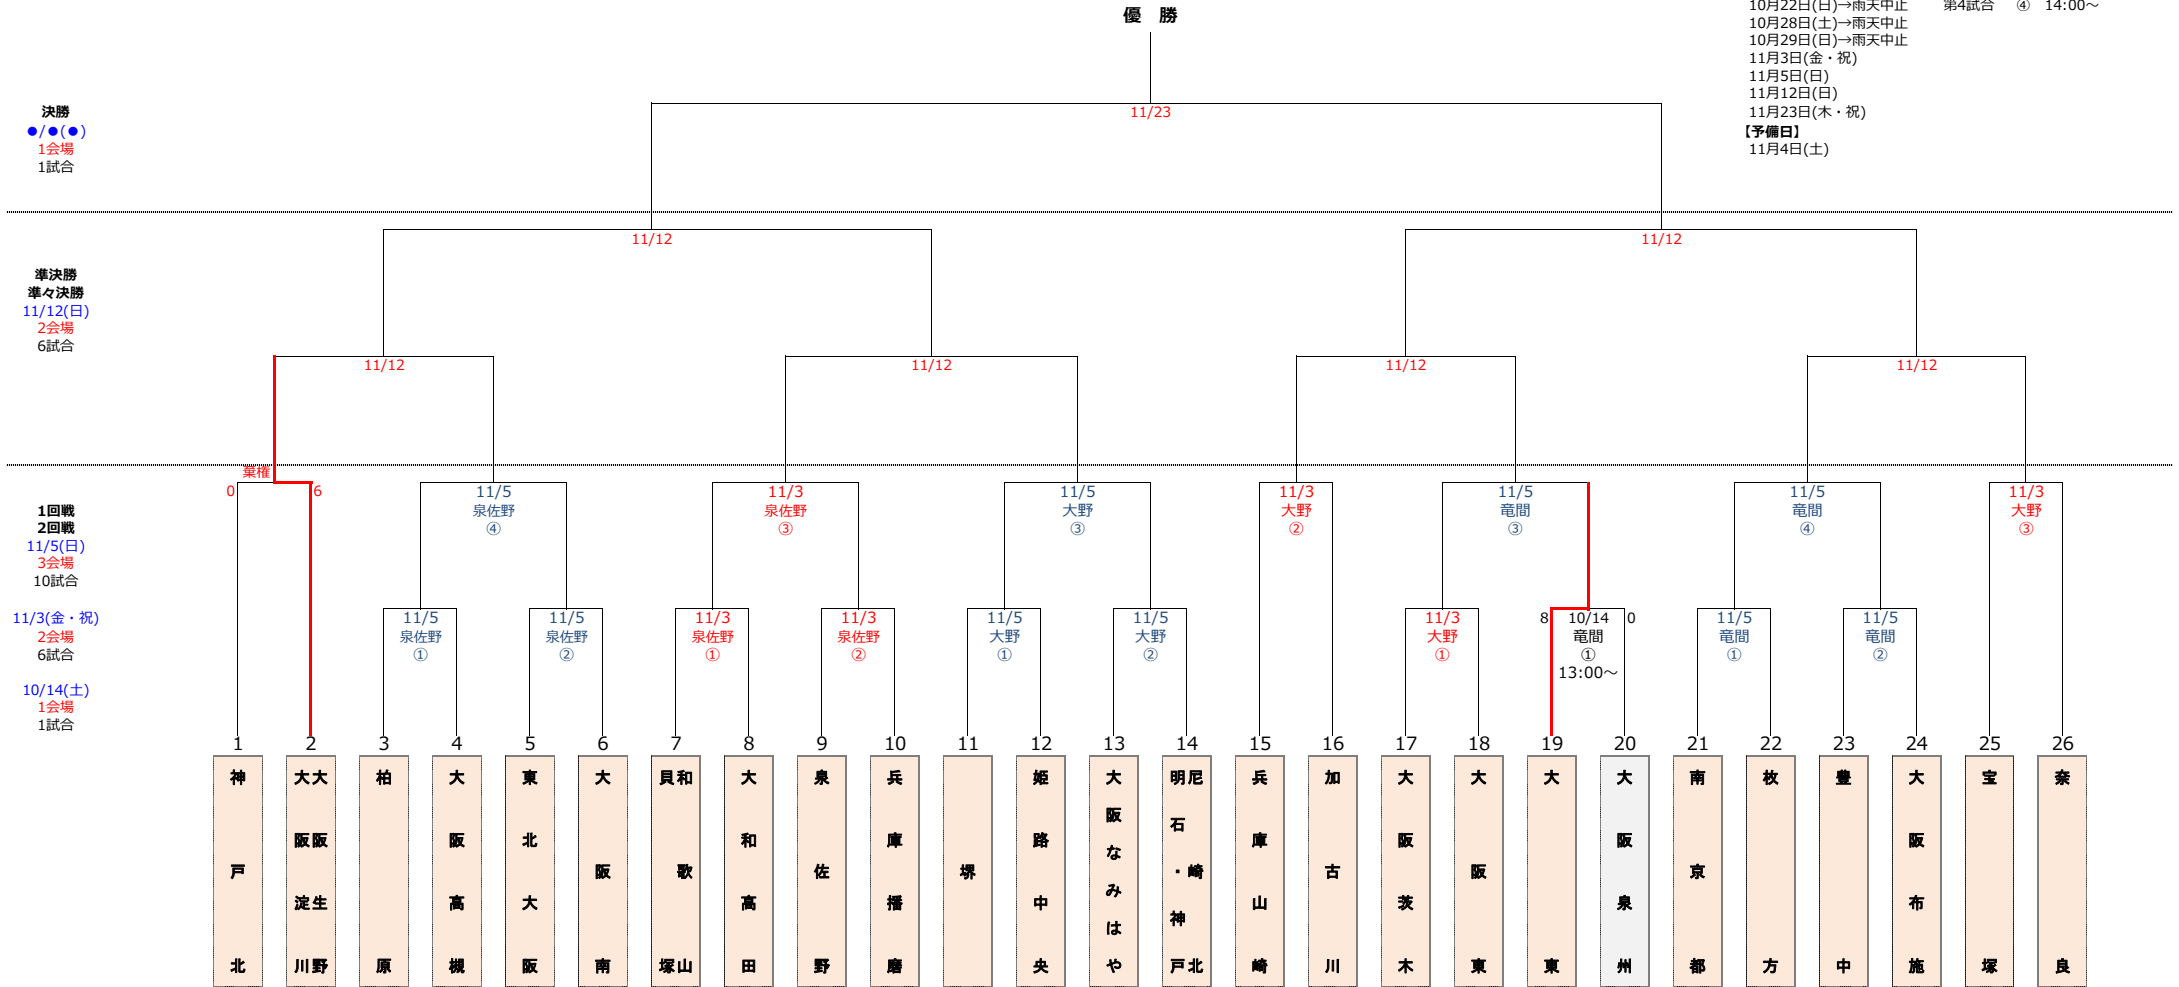 優 勝
10月22日(日)→雨天中止 第4試合 ④ 14:00～
10月28日(土)→雨天中止
10月29日(日)→雨天中止
11月3日(金・祝)
11月5日(日)
11月12日(日)
11月23日(木・祝)
【予備日】
11月4日(土)
決勝
●/●(●)
1会場
1試合
11/23
11/12
11/12
準決勝
準々決勝
11/12(日)
2会場
6試合
11/12
11/12
11/12
11/12
棄権
0
6
1回戦
2回戦
11/5(日)
3会場
10試合
11/5
泉佐野
④
11/3
泉佐野
③
11/5
大野
③
11/3
大野
②
11/5
竜間
③
11/5
竜間
④
11/3
大野
③
11/3(金・祝)
2会場
6試合
10/14(土)
1会場
1試合
11/5
泉佐野
①
11/5
泉佐野
②
11/3
泉佐野
①
11/3
泉佐野
②
11/5
大野
①
11/5
大野
②
11/3
大野
①
8 10/14 0
竜間
①
13:00～
11/5
竜間
①
11/5
竜間
②
1 2 3 4 5 6 7 8 9 10 11 12 13 14 15 16 17 18 19 20 21 22 23 24 25 26
神戸北
大阪生野
大阪淀川
柏原
大阪高槻
東北大阪
大阪南
和歌山
貝塚
大和高田
泉佐野
兵庫播磨
堺
姫路中央
大阪なみはや
尼崎北
明石・神戸
兵庫山崎
加古川
大阪茨木
大阪東
大東
大阪泉州
南京都
枚方
豊中
大阪布施
宝塚
奈良